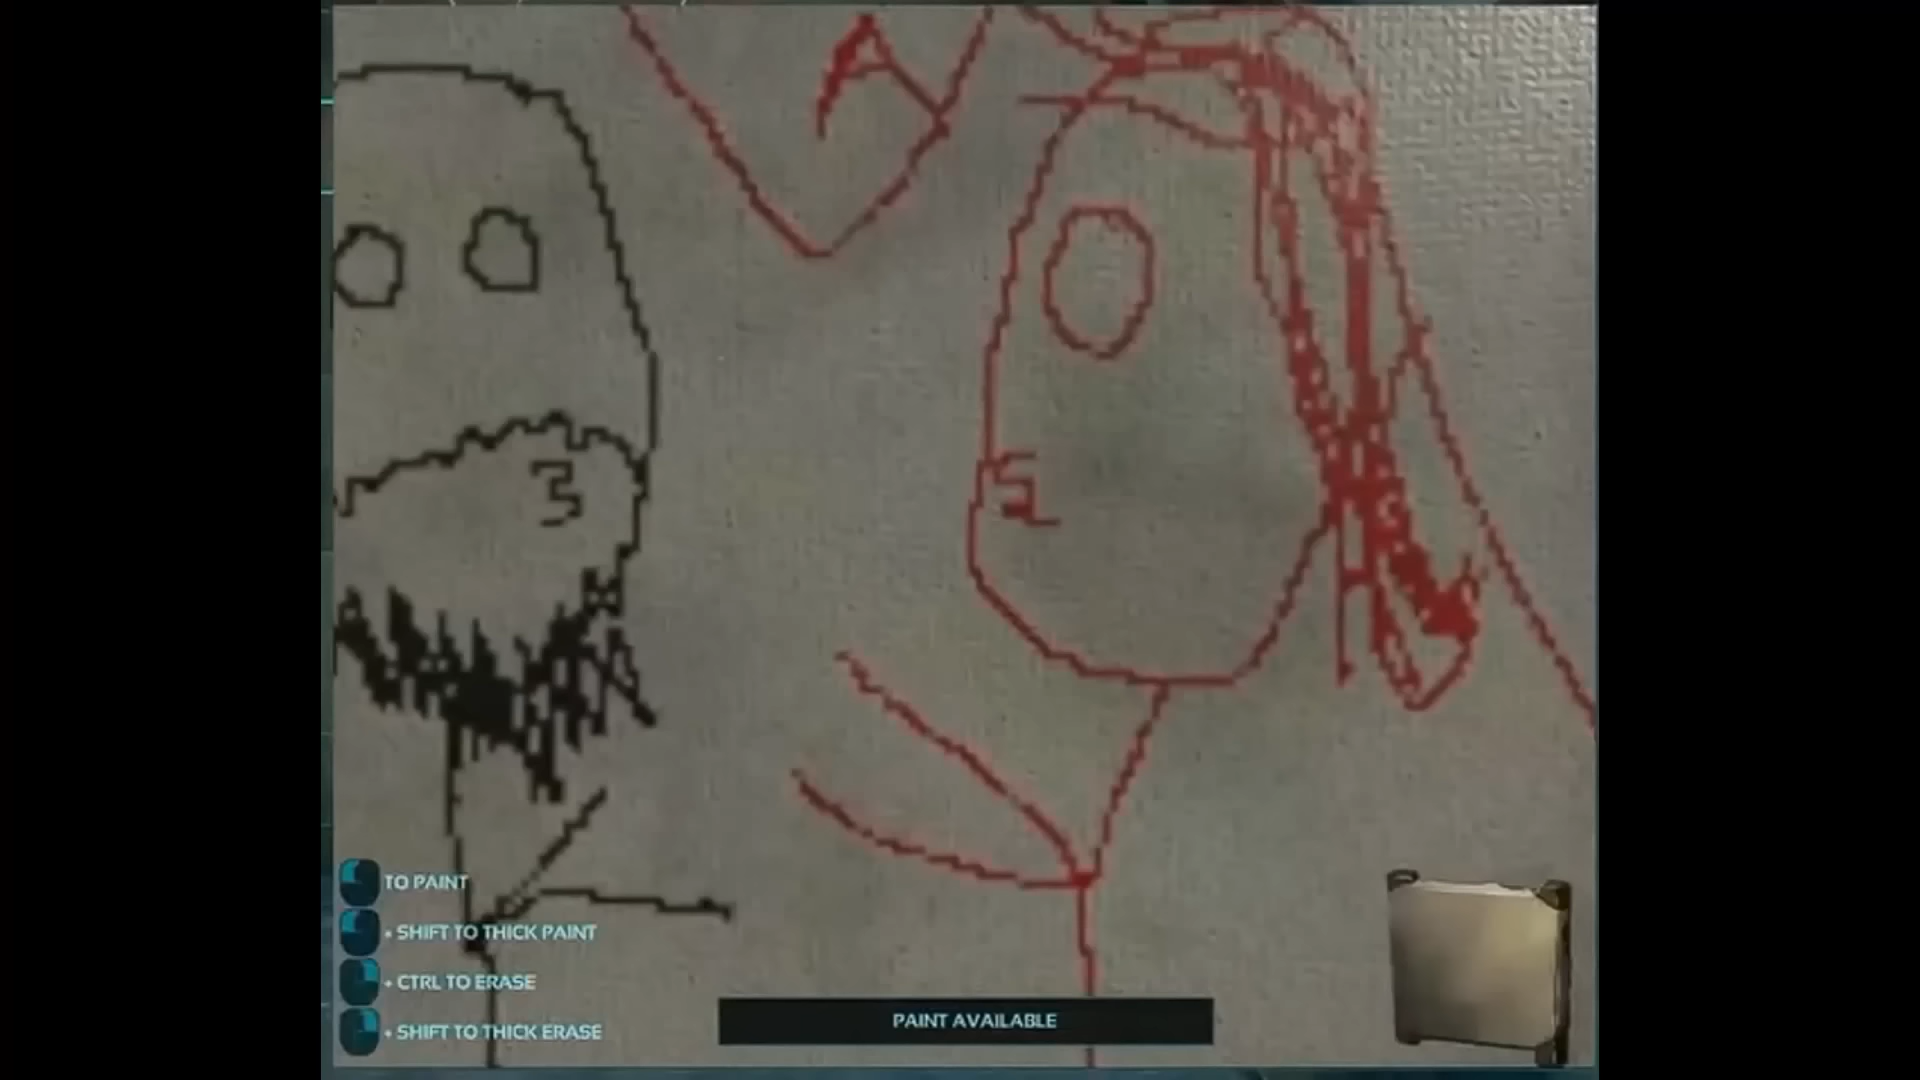 TO PAINT
+ SHIFT TO THICK PAINT
+ CTRL TO ERASE
+ SHIFT TO THICK ERASE
PAINT AVAILABLE